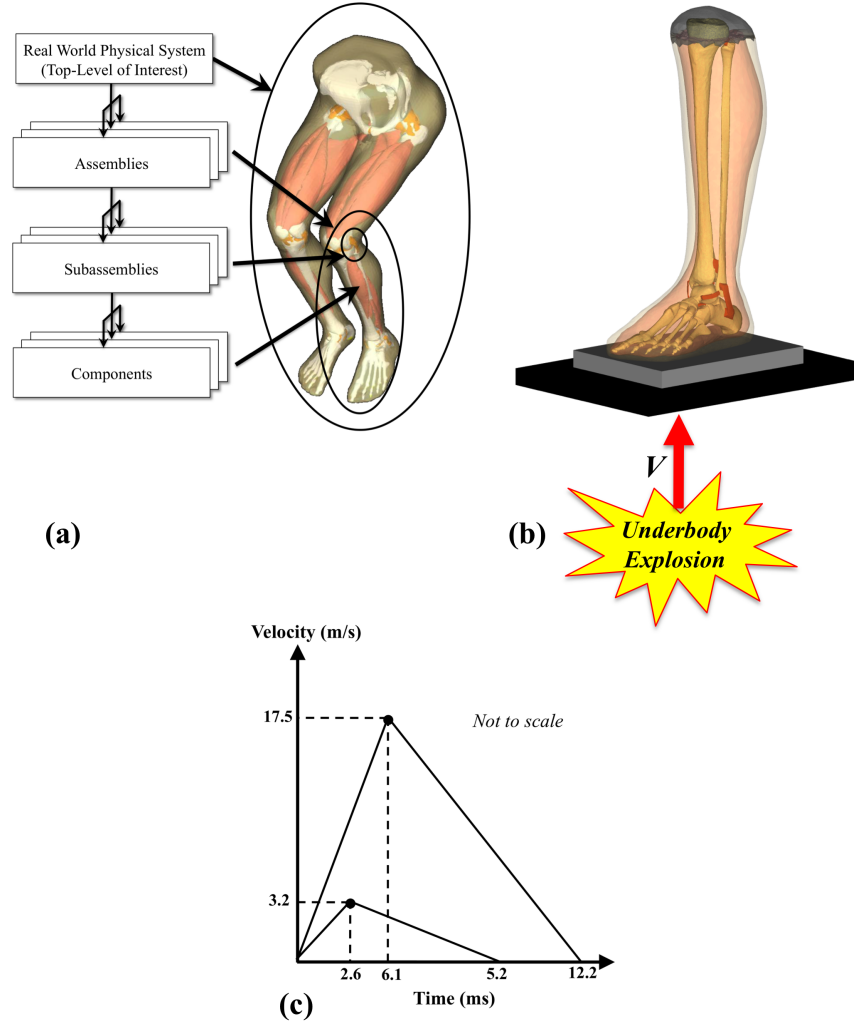 Real World Physical System
(Top-Level of Interest)
Assemblies
Subassemblies
Components
(a)
V
Underbody
Explosion
(b)
Velocity (m/s)
17.5
Not to scale
3.2
2.6
6.1
5.2
12.2
Time (ms)
(c)